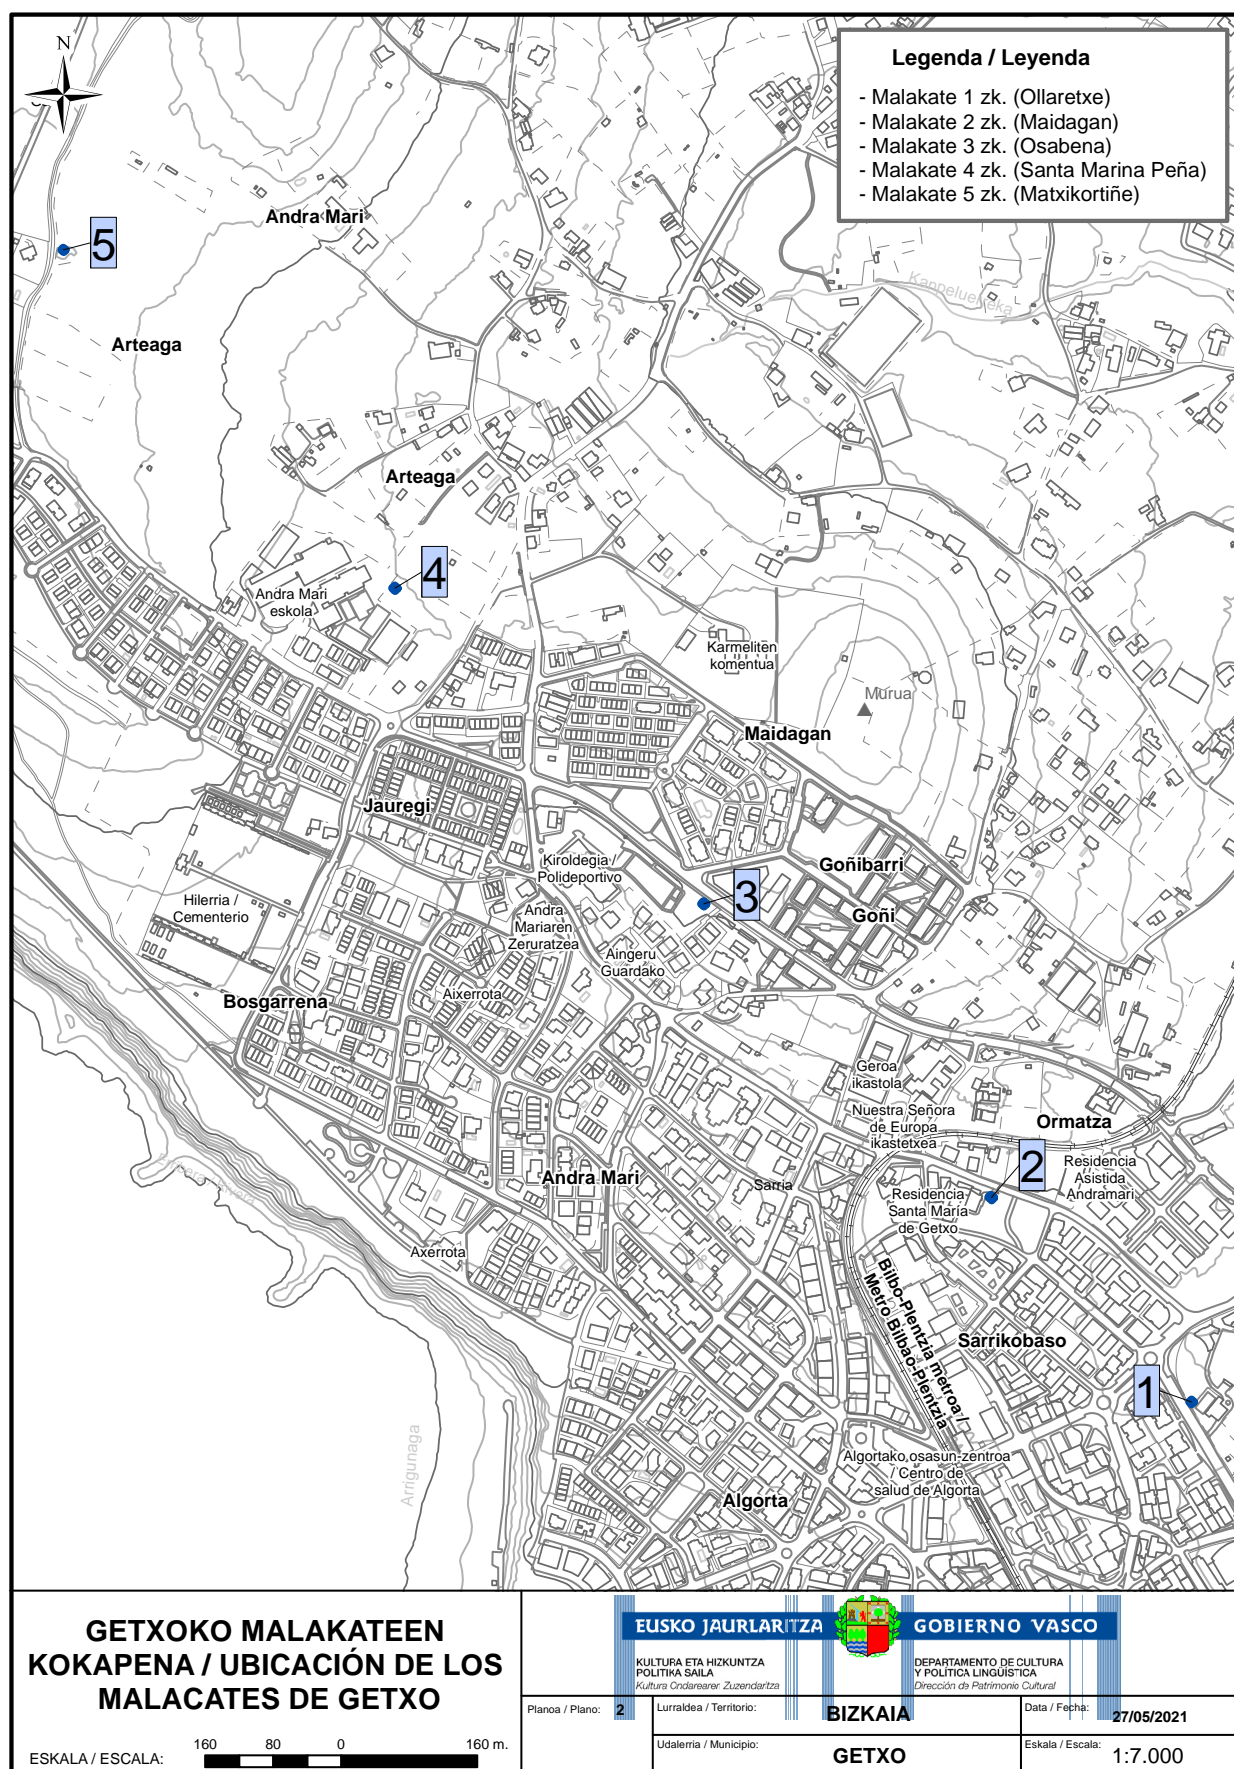 N
Legenda / Leyenda
- Malakate 1 zk. (Ollaretxe)
- Malakate 2 zk. (Maidagan)
- Malakate 3 zk. (Osabena)
- Malakate 4 zk. (Santa Marina Peña)
- Malakate 5 zk. (Matxikortiñe)
Andra Mari
5
Arteaga
Arteaga
4
Andra Mari
eskola
Karmeliten
komentua
Murua
Maidagan
Jauregi
Kiroldegia /
Polideportivo
Goñibarri
3
Goñi
Hilerria /
Cementerio
Andra
Mariaren
Zeruratzea
Aingeru
Guardako
Aixerrota
Bosgarrena
Geroa
ikastola
Nuestra Señora
de Europa
ikastetxea
Ormatza
2
Residencia
Asistida
Andramari
Andra Mari
Sarria
Residencia
Santa María
de Getxo
Axerrota
Bilbo-Plentzia metroa /
Metro Bilbao-Plentzia
Sarrikobaso
1
Arrigunaga
Algortako osasun-zentroa
/ Centro de
salud de Algorta
Algorta
GETXOKO MALAKATEEN
KOKAPENA / UBICACIÓN DE LOS
MALACATES DE GETXO
ESKALA / ESCALA:
160 80 0 160 m.
EUSKO JAURLARITZA GOBIERNO VASCO
KULTURA ETA HIZKUNTZA
POLITIKA SAILA
Kultura Ondarearen Zuzendaritza
DEPARTAMENTO DE CULTURA
Y POLÍTICA LINGÜÍSTICA
Dirección de Patrimonio Cultural
Planoa / Plano: 2
Lurraldea / Territorio: BIZKAIA
Data / Fecha: 27/05/2021
Udalerria / Municipio: GETXO
Eskala / Escala: 1:7.000